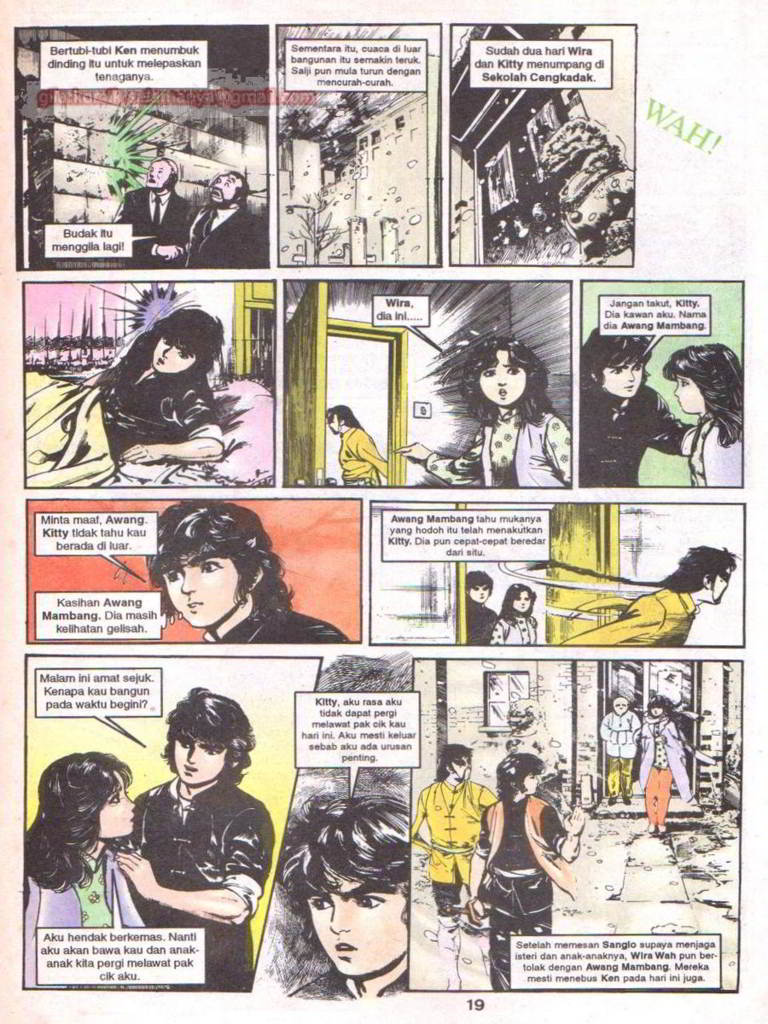 Bertubi-tubi Ken menumbuk
dinding itu untuk melepaskan
tenaganya.
Budak itu
menggila lagi!
Sementara itu, cuaca di luar
bangunan itu semakin teruk.
Salji pun mula turun dengan
mencurah-curah.
Sudah dua hari Wira
dan Kitty menumpang di
Sekolah Cengkadak.
WAH!
Wira,
dia ini.....
Jangan takut, Kitty.
Dia kawan aku. Nama
dia Awang Mambang.
Minta maaf, Awang.
Kitty tidak tahu kau
berada di luar.
Kasihan Awang
Mambang. Dia masih
kelihatan gelisah.
Awang Mambang tahu mukanya
yang hodoh itu telah menakutkan
Kitty. Dia pun cepat-cepat beredar
dari situ.
Malam ini amat sejuk.
Kenapa kau bangun
pada waktu begini?
Aku hendak berkemas. Nanti
aku akan bawa kau dan anak-
anak kita pergi melawat pak
cik aku.
Kitty, aku rasa aku
tidak dapat pergi
melawat pak cik kau
hari ini. Aku mesti keluar
sebab aku ada urusan
penting.
Setelah memesan Sanglo supaya menjaga
isteri dan anak-anaknya, Wira Wah pun ber-
tolak dengan Awang Mambang. Mereka
mesti menebus Ken pada hari ini juga.
19